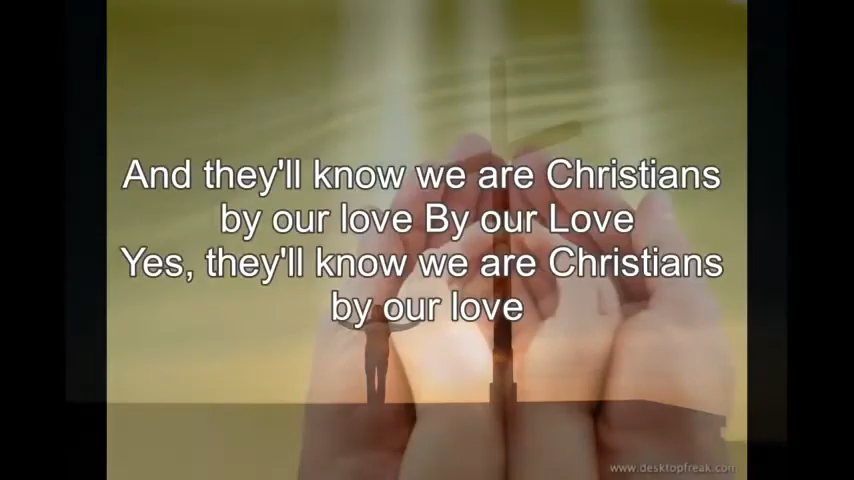 And they'll know we are Christians
by our love By our Love
Yes, they'll know we are Christians
by our love
www.desktopfreak.com